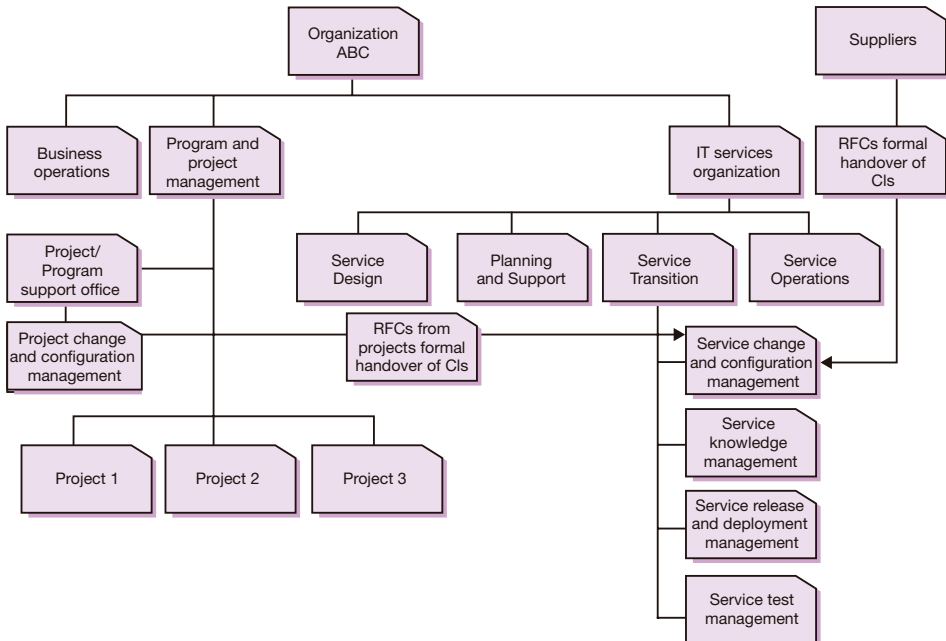 Organization
ABC
Suppliers
Business
operations
Program and
project
management
IT services
organization
RFCs formal
handover of
CIs
Project/
Program
support office
Service
Design
Planning
and Support
Service
Transition
Service
Operations
Project change
and configuration
management
RFCs from
projects formal
handover of CIs
Service change
and configuration
management
Service
knowledge
management
Project 1
Project 2
Project 3
Service release
and deployment
management
Service test
management